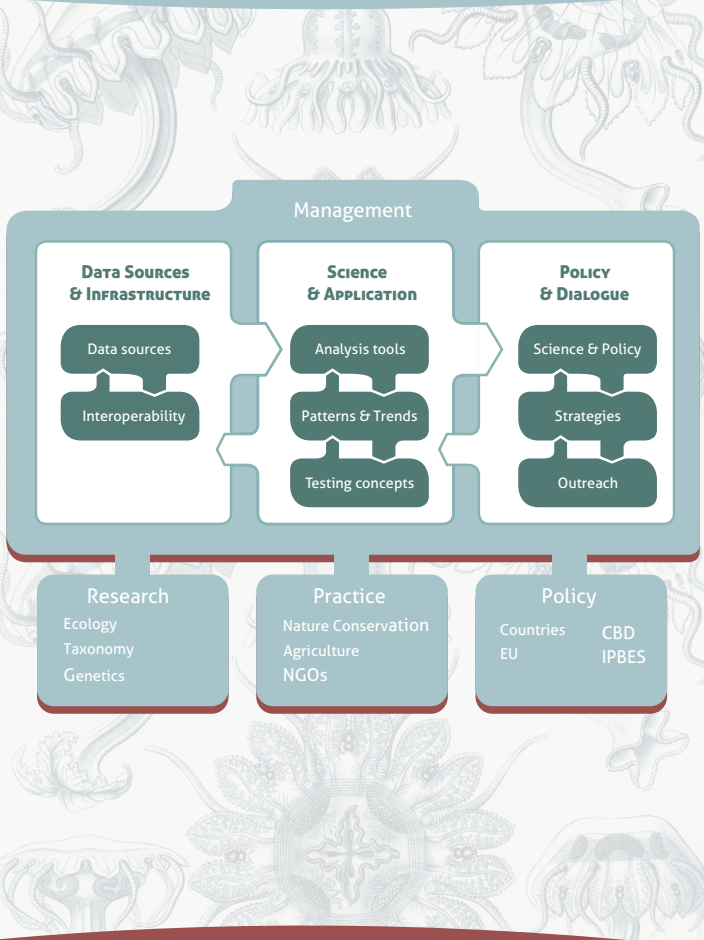 Management
Data Sources
& Infrastructure
Data sources
Interoperability
Science
& Application
Analysis tools
Patterns & Trends
Testing concepts
Policy
& Dialogue
Science & Policy
Strategies
Outreach
Research
Ecology
Taxonomy
Genetics
Practice
Nature Conservation
Agriculture
NGOs
Policy
Countries
EU
CBD
IPBES